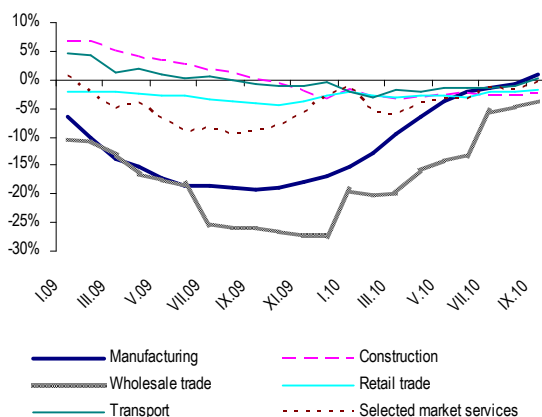 10%
5%
0%
-5%
-10%
-15%
-20%
-25%
-30%
I.09
III.09
V.09
VII.09
IX.09
XI.09
I.10
III.10
V.10
VII.10
IX.10
Manufacturing Construction
Wholesale trade Retail trade
Transport Selected market services